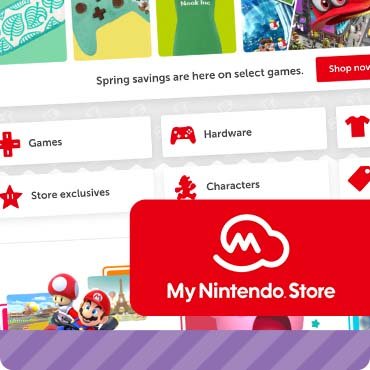 Nook Inc
Spring savings are here on select games.
Shop now
Games
Hardware
Store exclusives
Characters
M
My Nintendo Store